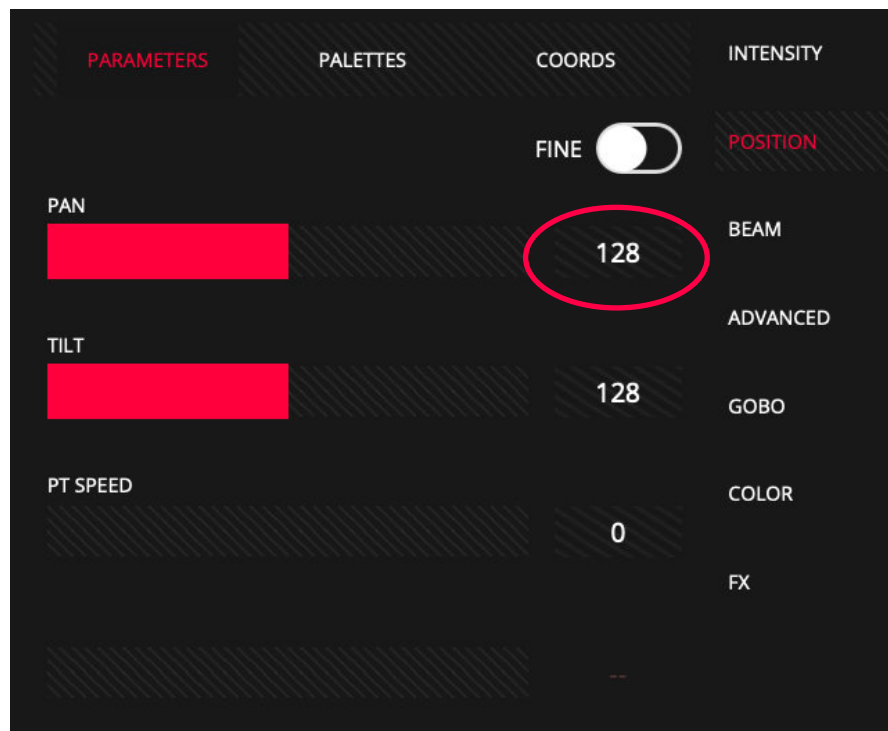 PARAMETERS PALETTES COORDS
FINE
PAN
128
TILT
128
PT SPEED
0
--
INTENSITY
POSITION
BEAM
ADVANCED
GOBO
COLOR
FX